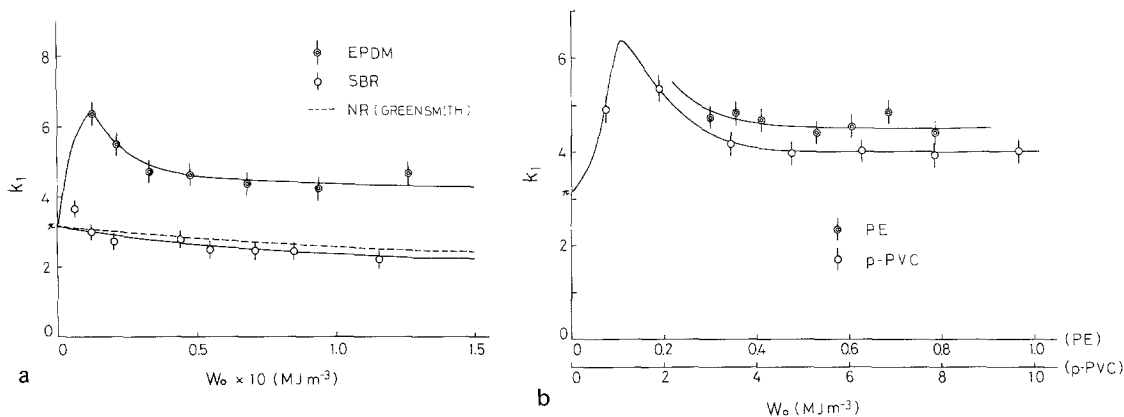 8
6
4
2
0
π
k₁
EPDM
SBR
NR (GREENSMITH)
0
0.5
1.0
1.5
W₀ × 10 (MJm⁻³)
a
6
4
2
0
π
k₁
PE
p-PVC
0
0.2
0.4
0.6
0.8
1.0
(PE)
0
2
4
6
8
10
(p-PVC)
W₀ (MJm⁻³)
b